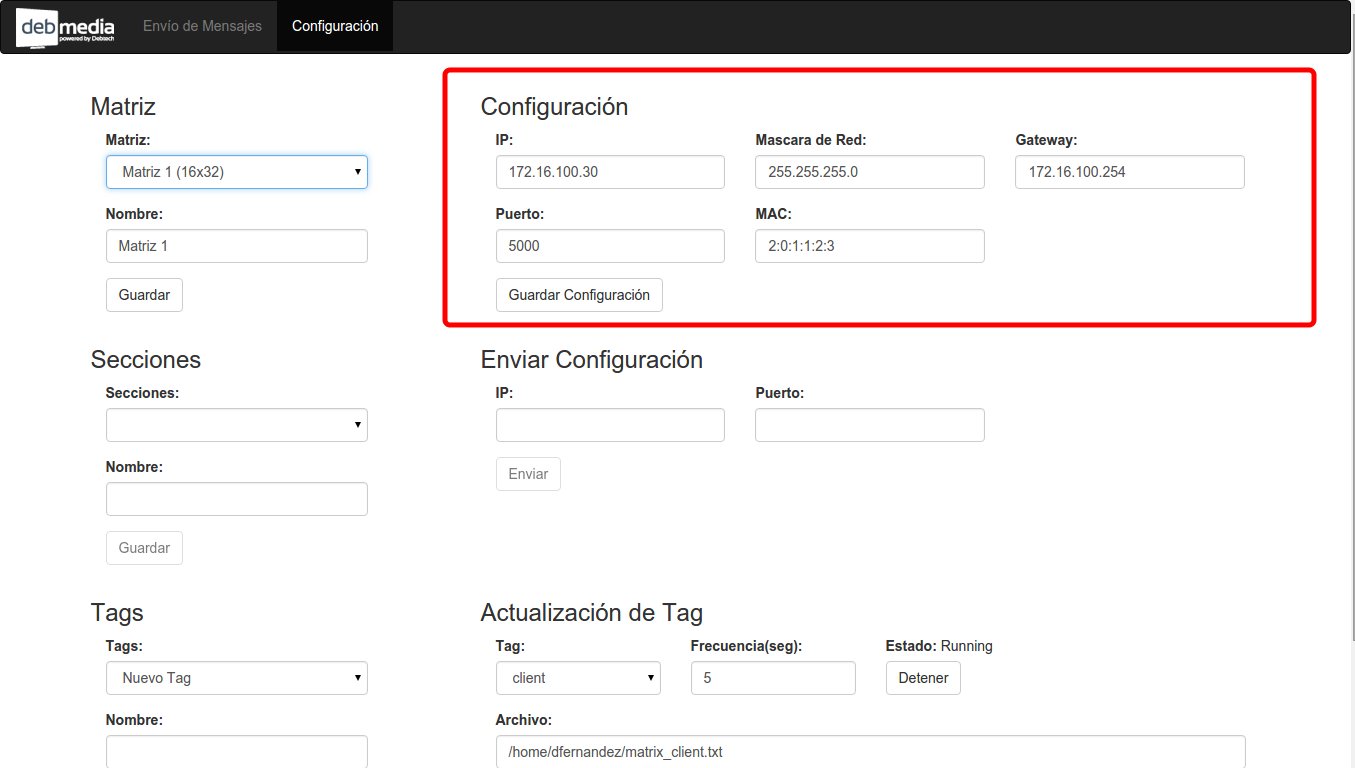 debmedia
powered by Debtech
Envío de Mensajes
Configuración
Matriz
Matriz:
Matriz 1 (16x32)
Nombre:
Matriz 1
Guardar
Configuración
IP:
Mascara de Red:
Gateway:
172.16.100.30
255.255.255.0
172.16.100.254
Puerto:
MAC:
5000
2:0:1:1:2:3
Guardar Configuración
Secciones
Secciones:
Nombre:
Guardar
Enviar Configuración
IP:
Puerto:
Enviar
Tags
Tags:
Nuevo Tag
Nombre:
Actualización de Tag
Tag:
Frecuencia(seg):
Estado: Running
client
5
Detener
Archivo:
/home/dfernandez/matrix_client.txt